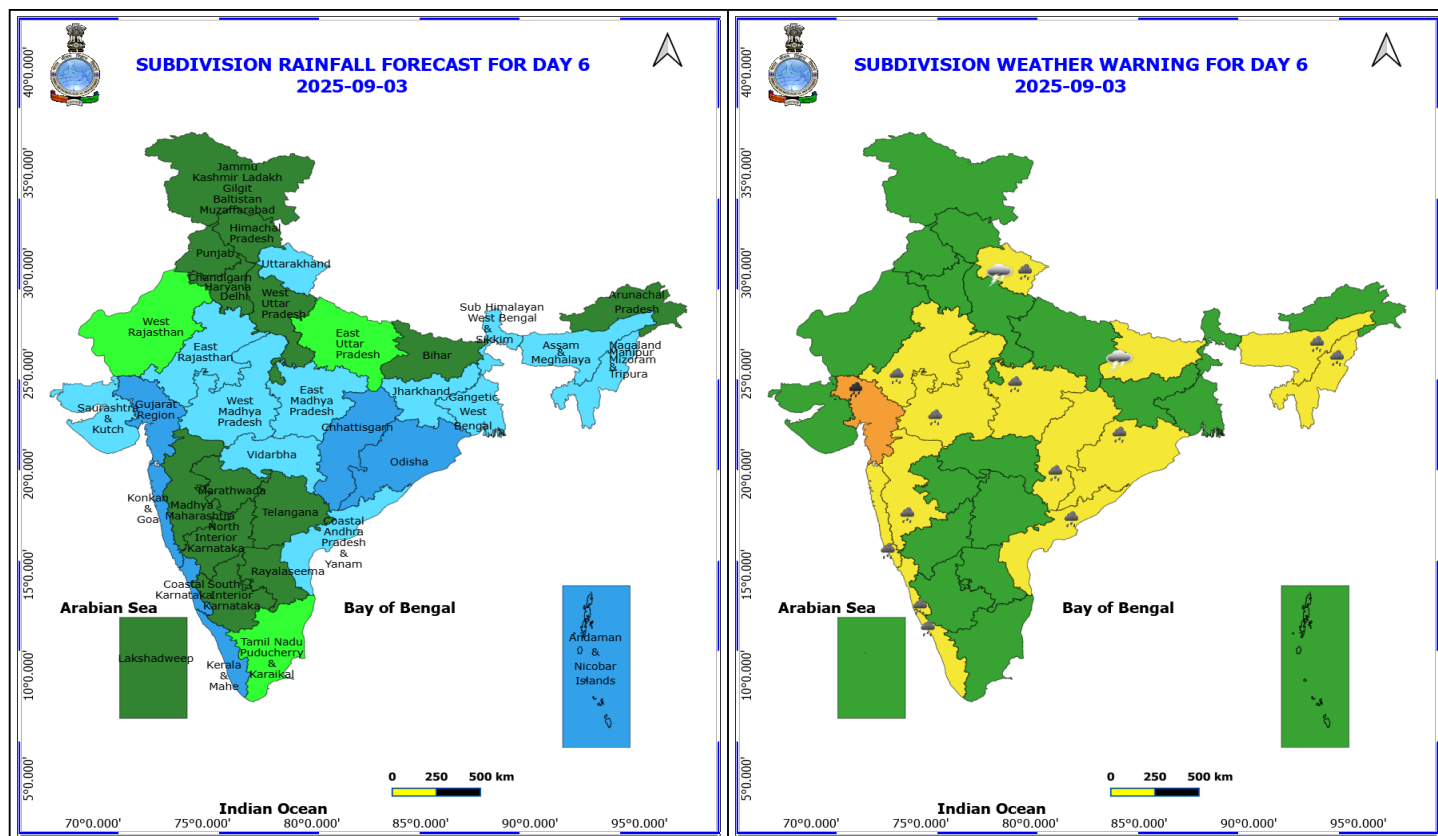 SUBDIVISION RAINFALL FORECAST FOR DAY 6
2025-09-03
40°0.000'
35°0.000'
30°0.000'
25°0.000'
20°0.000'
15°0.000'
10°0.000'
5°0.000'
Jammu
Kashmir Ladakh
Gilgit
Baltistan
Muzaffarabad
Himachal
Pradesh
Punjab
Uttarakhand
Chandigarh
Haryana
Delhi
West
Uttar
Pradesh
Arunachal
Pradesh
Sub Himalayan
West Bengal
&
Sikkim
West
Rajasthan
East
Uttar
Pradesh
East
Rajasthan
Bihar
Assam
&
Meghalaya
Nagaland
Manipur
Mizoram
&
Tripura
Jharkhand
East
Madhya
Pradesh
West
Madhya
Pradesh
Gangetic
West
Bengal
Gujarat
Region
Saurashtra
&
Kutch
Chhattisgarh
Vidarbha
Odisha
Marathwada
Konkan
&
Goa
Madhya
Maharashtra
Telangana
North
Interior
Karnataka
Coastal
Andhra
Pradesh
&
Yanam
Rayalaseema
Coastal
Karnataka
South
Interior
Karnataka
Arabian Sea
Bay of Bengal
Lakshadweep
Tamil Nadu
Puducherry
&
Karaikal
Kerala
&
Mahe
Andaman
&
Nicobar
Islands
0 250 500 km
Indian Ocean
70°0.000' 75°0.000' 80°0.000' 85°0.000' 90°0.000' 95°0.000'
SUBDIVISION WEATHER WARNING FOR DAY 6
2025-09-03
40°0.000'
35°0.000'
30°0.000'
25°0.000'
20°0.000'
15°0.000'
10°0.000'
5°0.000'
Arabian Sea
Bay of Bengal
0 250 500 km
Indian Ocean
70°0.000' 75°0.000' 80°0.000' 85°0.000' 90°0.000' 95°0.000'